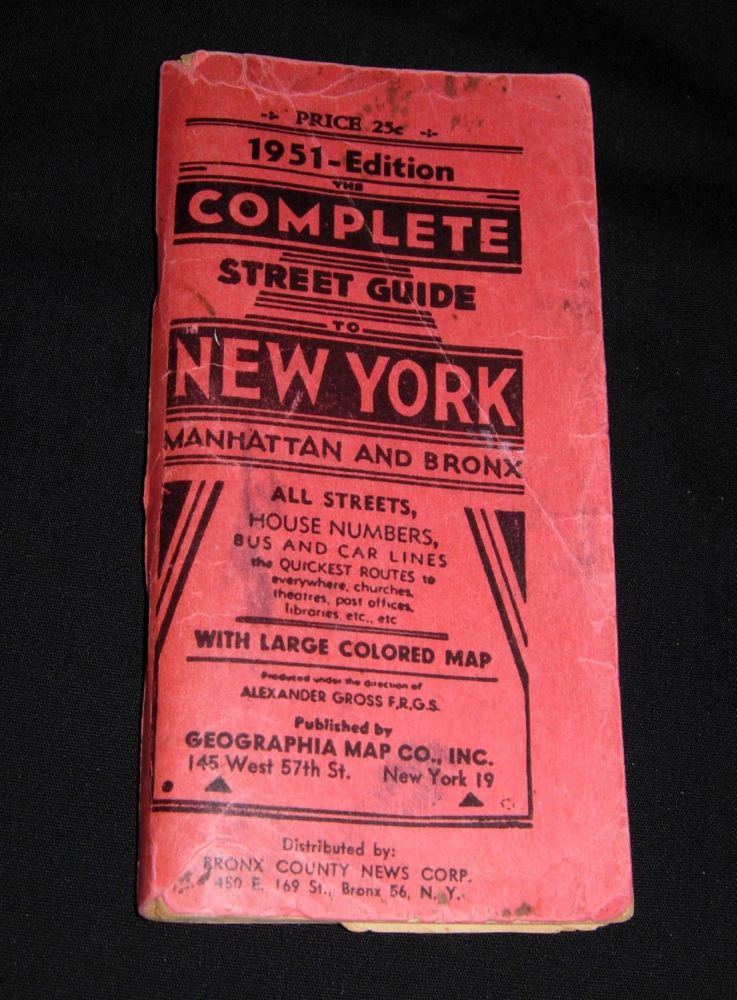 PRICE 25c
1951-Edition
THE
COMPLETE
STREET GUIDE
TO
NEW YORK
MANHATTAN AND BRONX
ALL STREETS,
HOUSE NUMBERS,
BUS AND CAR LINES
the QUICKEST ROUTES to
everywhere, churches,
theatres, post offices,
libraries, etc., etc
WITH LARGE COLORED MAP
Produced under the direction of
ALEXANDER GROSS F.R.G.S.
Published by
GEOGRAPHIA MAP CO., INC.
145 West 57th St. New York 19
Distributed by:
BRONX COUNTY NEWS CORP.
E. 169 St., Bronx 56, N. Y.